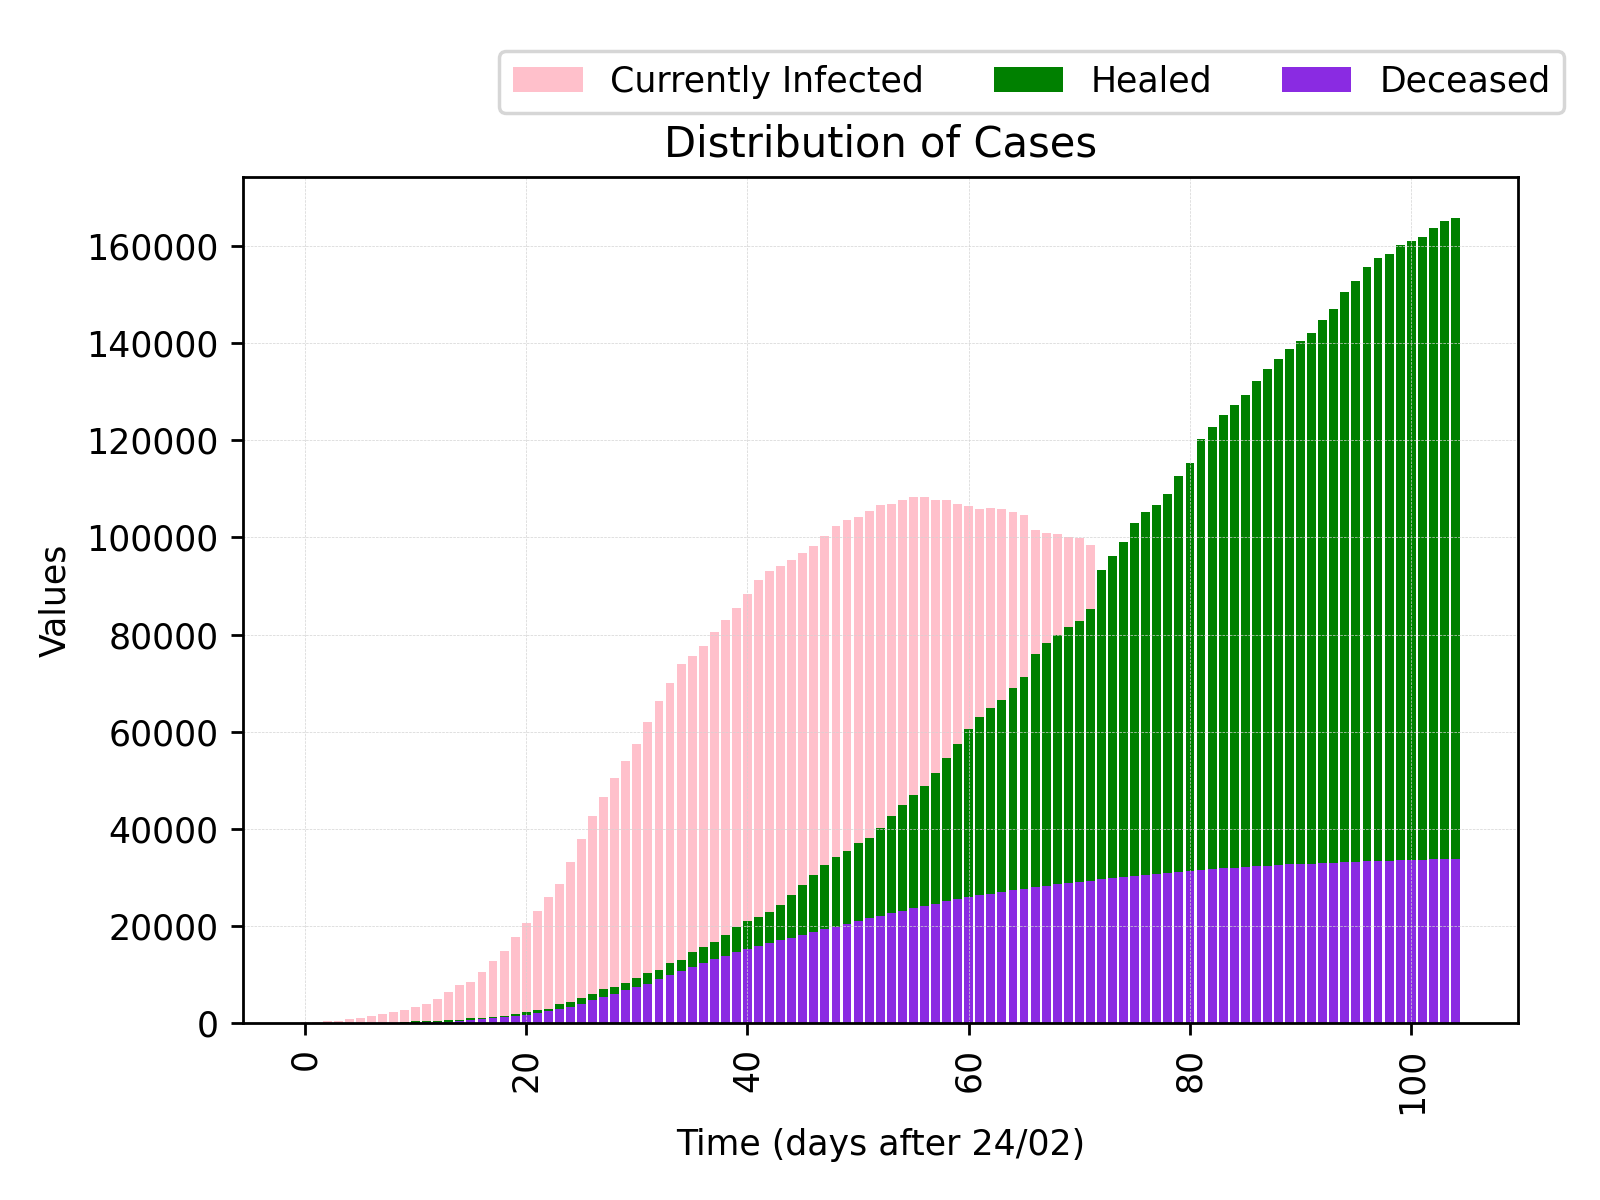 Currently Infected Healed Deceased
Distribution of Cases
Values
160000
140000
120000
100000
80000
60000
40000
20000
0
0 20 40 60 80 100
Time (days after 24/02)